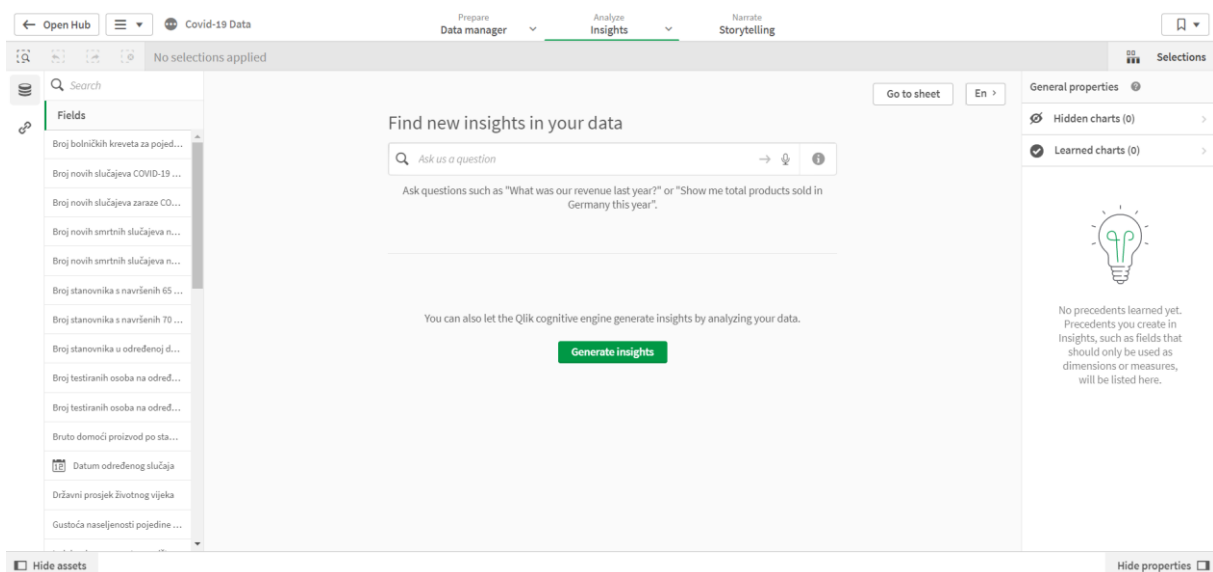 Open Hub
Covid-19 Data
Prepare
Data manager
Analyze
Insights
Narrate
Storytelling
No selections applied
Selections
Search
Fields
Broj bolničkih kreveta za pojed...
Broj novih slučajeva COVID-19 ...
Broj novih slučajeva zaraze CO...
Broj novih smrtnih slučajeva n...
Broj novih smrtnih slučajeva n...
Broj stanovnika s navršenih 65 ...
Broj stanovnika s navršenih 70 ...
Broj stanovnika u određenoj d...
Broj testiranih osoba na određ...
Broj testiranih osoba na određ...
Bruto domoći proizvod po sta...
Datum određenog slučaja
Državni prosjek životnog vijeka
Gustoća naseljenosti pojedine ...
Go to sheet
En
Find new insights in your data
Ask us a question
Ask questions such as "What was our revenue last year?" or "Show me total products sold in
Germany this year".
You can also let the Qlik cognitive engine generate insights by analyzing your data.
Generate insights
General properties
Hidden charts (0)
Learned charts (0)
No precedents learned yet.
Precedents you create in
Insights, such as fields that
should only be used as
dimensions or measures,
will be listed here.
Hide assets
Hide properties